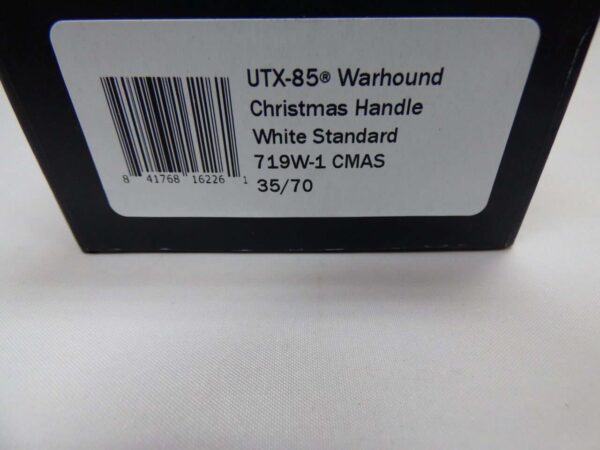 UTX-85® Warhound
Christmas Handle
White Standard
719W-1 CMAS
35/70
8 41768 16226 1